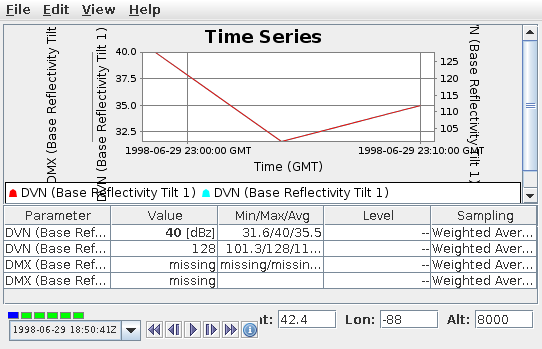 File Edit View Help
Time Series
DMX (Base Reflectivity Tilt
DVN (Base Reflectivity Tilt 1)
40.0
37.5
35.0
32.5
125
120
115
110
105
(Base Reflectivity Tilt 1)
1998-06-29 23:00:00 GMT 1998-06-29 23:10:00 GMT
Time (GMT)
DVN (Base Reflectivity Tilt 1) DVN (Base Reflectivity Tilt 1)
Parameter Value Min/Max/Avg Level Sampling
DVN (Base Ref... 40 [dBz] 31.6/40/35.5 -- Weighted Aver...
DVN (Base Ref... 128 101.3/128/11... -- Weighted Aver...
DMX (Base Ref... missing missing/missin... -- Weighted Aver...
DMX (Base Ref... missing -- Weighted Aver...
1998-06-29 18:50:41Z
42.4 Lon: -88 Alt: 8000